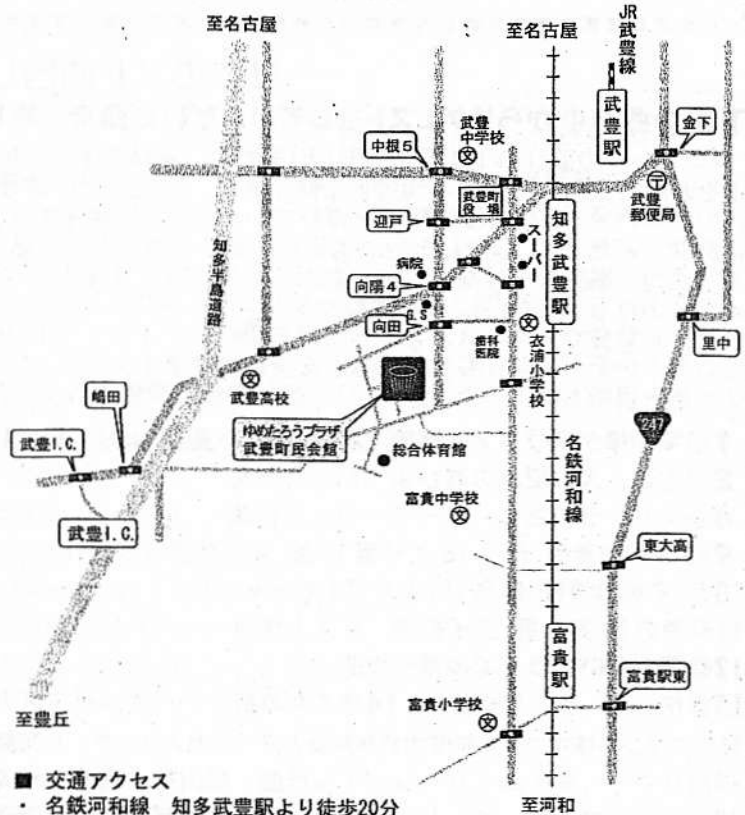 至名古屋
至名古屋
JR武豊線
武豊駅
金下
中根5
武豊
中学校
文
武豊町
役場
武豊
郵便局
迎戸
スーパー
知多武豊駅
知多半島道路
病院
向陽4
G.S
向田
歯科
医院
文
衣浦小学校
里中
文
武豊高校
嶋田
ゆめたろうプラザ
武豊町民会館
247
武豊I.C.
総合体育館
名鉄河和線
武豊I.C.
富貴中学校
文
東大高
富貴駅
富貴駅東
至豊丘
富貴小学校
文
■ 交通アクセス
至河和
・ 名鉄河和線 知多武豊駅より徒歩20分